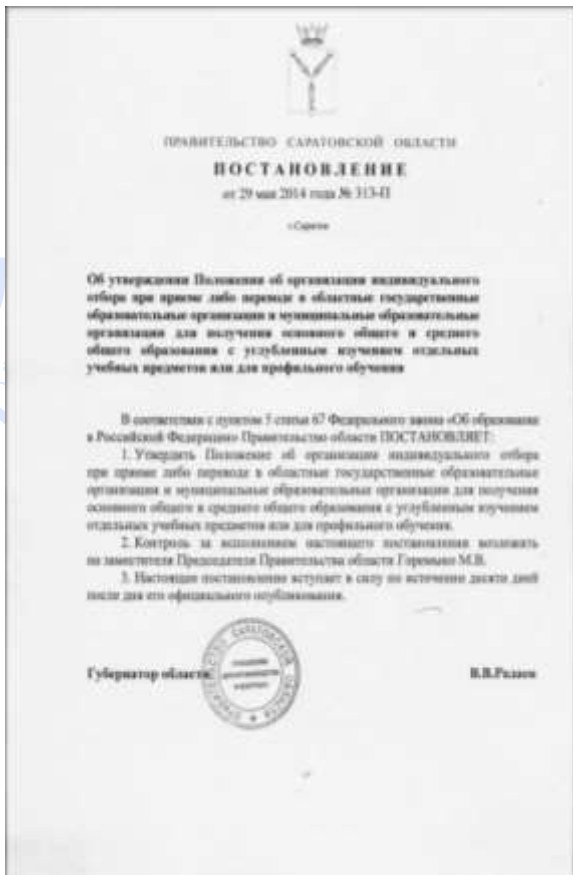 ПРАВИТЕЛЬСТВО САРАТОВСКОЙ ОБЛАСТИ
ПОСТАНОВЛЕНИЕ
от 29 мая 2014 года № 313-П
г.Саратов
Об утверждении Положения об организации индивидуального
отбора при приеме либо переводе в областные государственные
образовательные организации и муниципальные образовательные
организации для получения основного общего и среднего
общего образования с углубленным изучением отдельных
учебных предметов или для профильного обучения
В соответствии с пунктом 5 статьи 67 Федерального закона «Об образовании
в Российской Федерации» Правительство области ПОСТАНОВЛЯЕТ:
1. Утвердить Положение об организации индивидуального отбора
при приеме либо переводе в областные государственные образовательные
организации и муниципальные образовательные организации для получения
основного общего и среднего общего образования с углубленным изучением
отдельных учебных предметов или для профильного обучения.
2. Контроль за исполнением настоящего постановления возложить
на заместителя Председателя Правительства области Горемыко М.В.
3. Настоящее постановление вступает в силу по истечении десяти дней
после дня его официального опубликования.
Губернатор области
В.В.Радаев
ПРАВИТЕЛЬСТВО САРАТОВСКОЙ ОБЛАСТИ